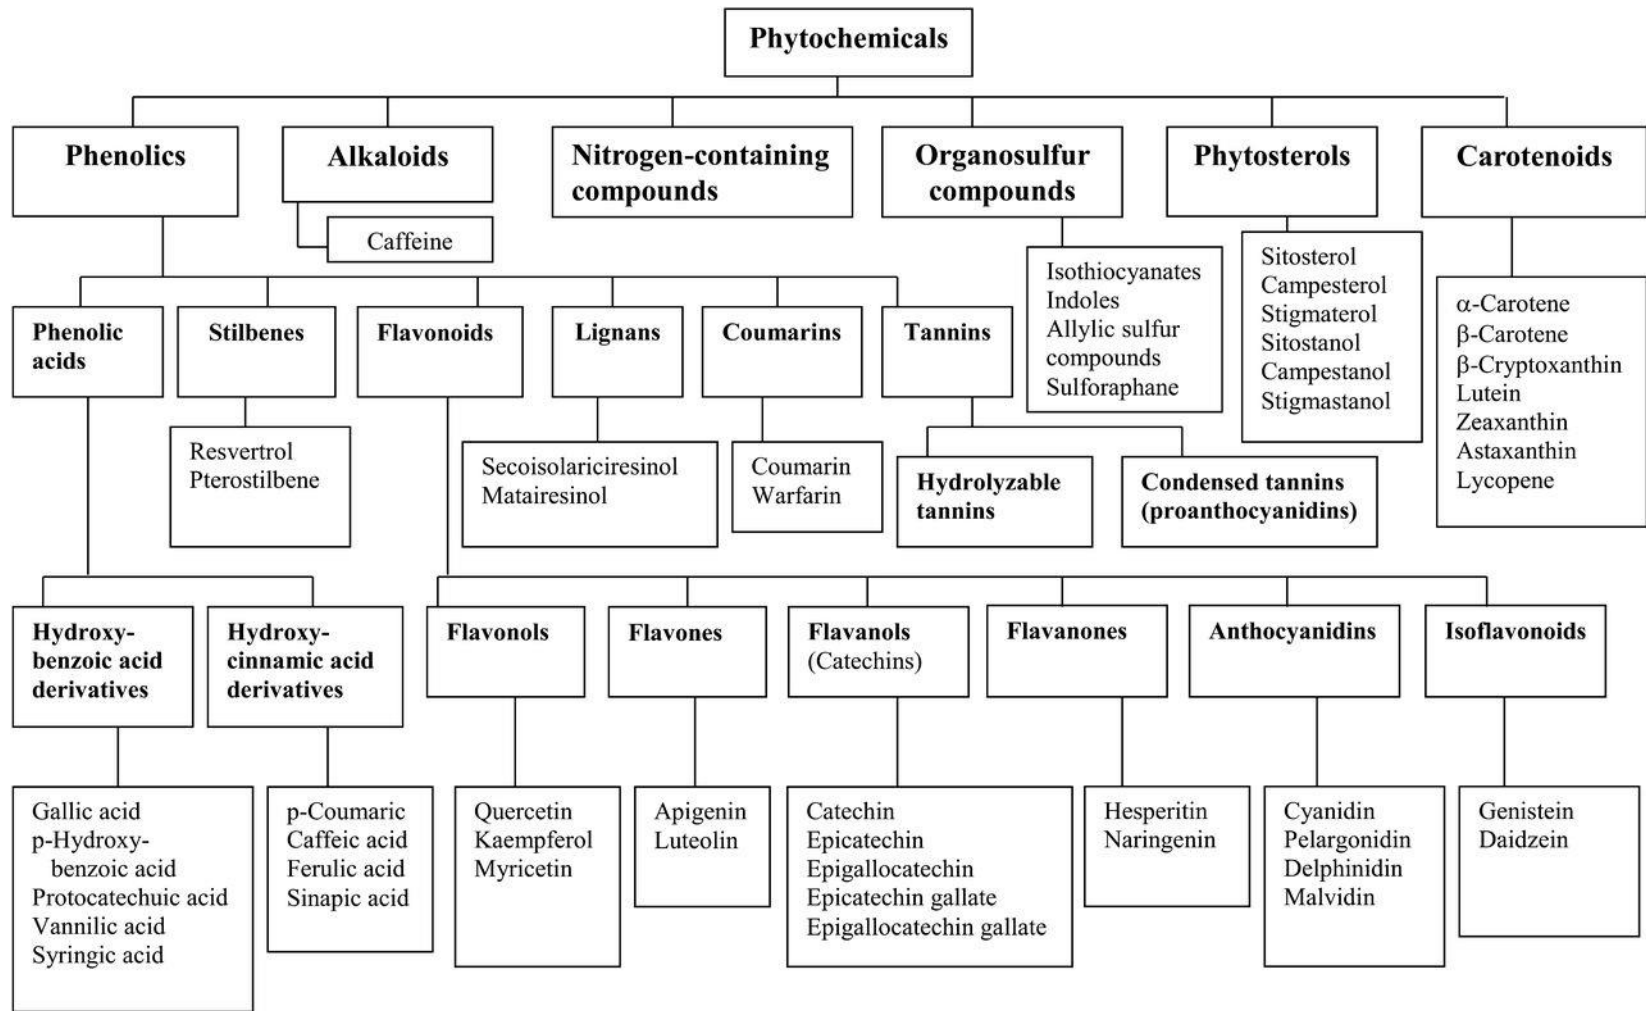 Phytochemicals
Phenolics
Alkaloids
Nitrogen-containing
compounds
Organosulfur
compounds
Phytosterols
Carotenoids
Caffeine
Isothiocyanates
Indoles
Allylic sulfur
compounds
Sulforaphane
Sitosterol
Campesterol
Stigmaterol
Sitostanol
Campestanol
Stigmastanol
α-Carotene
β-Carotene
β-Cryptoxanthin
Lutein
Zeaxanthin
Astaxanthin
Lycopene
Phenolic
acids
Stilbenes
Flavonoids
Lignans
Coumarins
Tannins
Resvertrol
Pterostilbene
Secoisolariciresinol
Matairesinol
Coumarin
Warfarin
Hydrolyzable
tannins
Condensed tannins
(proanthocyanidins)
Hydroxy-
benzoic acid
derivatives
Hydroxy-
cinnamic acid
derivatives
Flavonols
Flavones
Flavanols
(Catechins)
Flavanones
Anthocyanidins
Isoflavonoids
Gallic acid
p-Hydroxy-
benzoic acid
Protocatechuic acid
Vannilic acid
Syringic acid
p-Coumaric
Caffeic acid
Ferulic acid
Sinapic acid
Quercetin
Kaempferol
Myricetin
Apigenin
Luteolin
Catechin
Epicatechin
Epigallocatechin
Epicatechin gallate
Epigallocatechin gallate
Hesperitin
Naringenin
Cyanidin
Pelargonidin
Delphinidin
Malvidin
Genistein
Daidzein